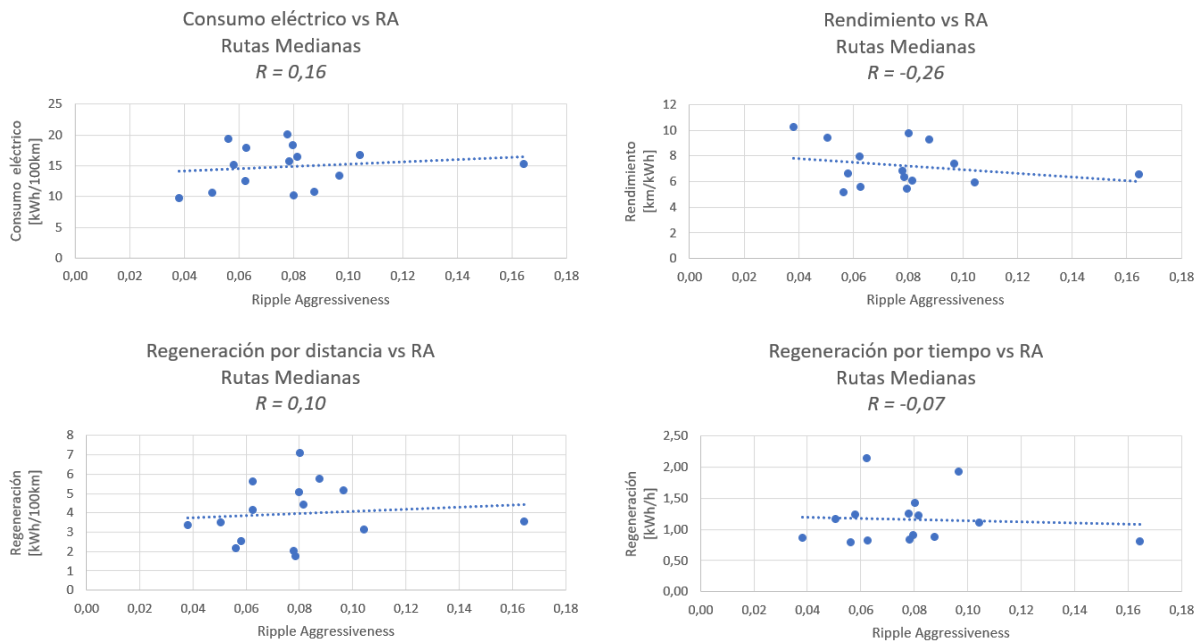 Consumo eléctrico vs RA
Rutas Medianas
R = 0,16
Consumo eléctrico
[kWh/100km]
25
20
15
10
5
0
0,00 0,02 0,04 0,06 0,08 0,10 0,12 0,14 0,16 0,18
Ripple Aggressiveness
Rendimiento vs RA
Rutas Medianas
R = -0,26
Rendimiento
[km/kWh]
12
10
8
6
4
2
0
0,00 0,02 0,04 0,06 0,08 0,10 0,12 0,14 0,16 0,18
Ripple Aggressiveness
Regeneración por distancia vs RA
Rutas Medianas
R = 0,10
Regeneración
[kWh/100km]
8
7
6
5
4
3
2
1
0
0,00 0,02 0,04 0,06 0,08 0,10 0,12 0,14 0,16 0,18
Ripple Aggressiveness
Regeneración por tiempo vs RA
Rutas Medianas
R = -0,07
Regeneración
[kWh/h]
2,50
2,00
1,50
1,00
0,50
0,00
0,00 0,02 0,04 0,06 0,08 0,10 0,12 0,14 0,16 0,18
Ripple Aggressiveness